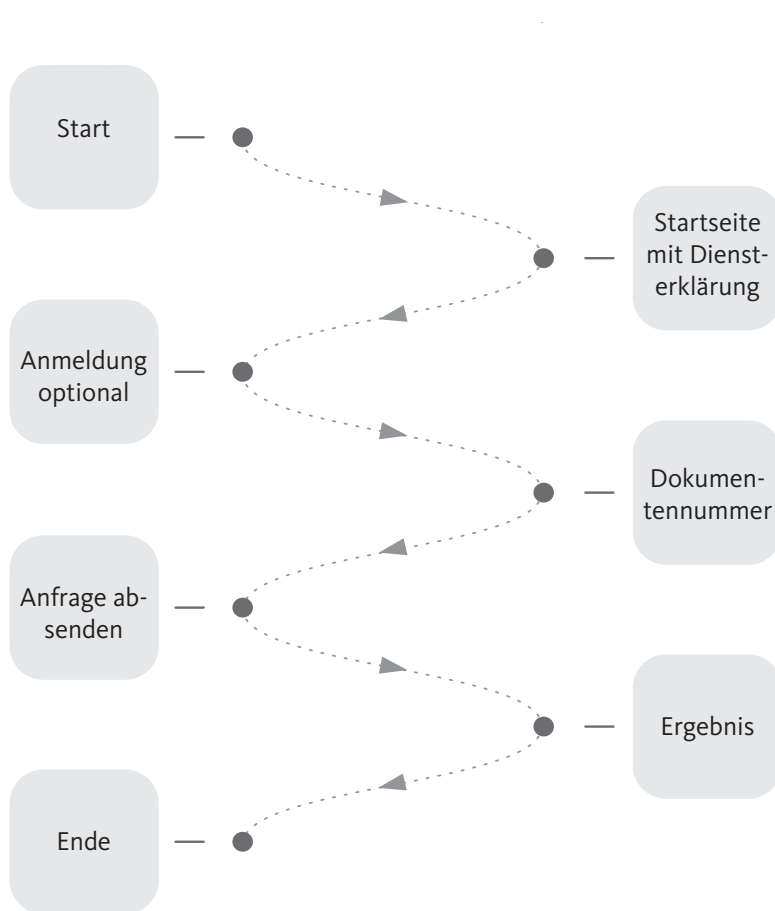 Start
Startseite
mit Dienst-
erklärung
Anmeldung
optional
Dokumen-
tennummer
Anfrage ab-
senden
Ergebnis
Ende